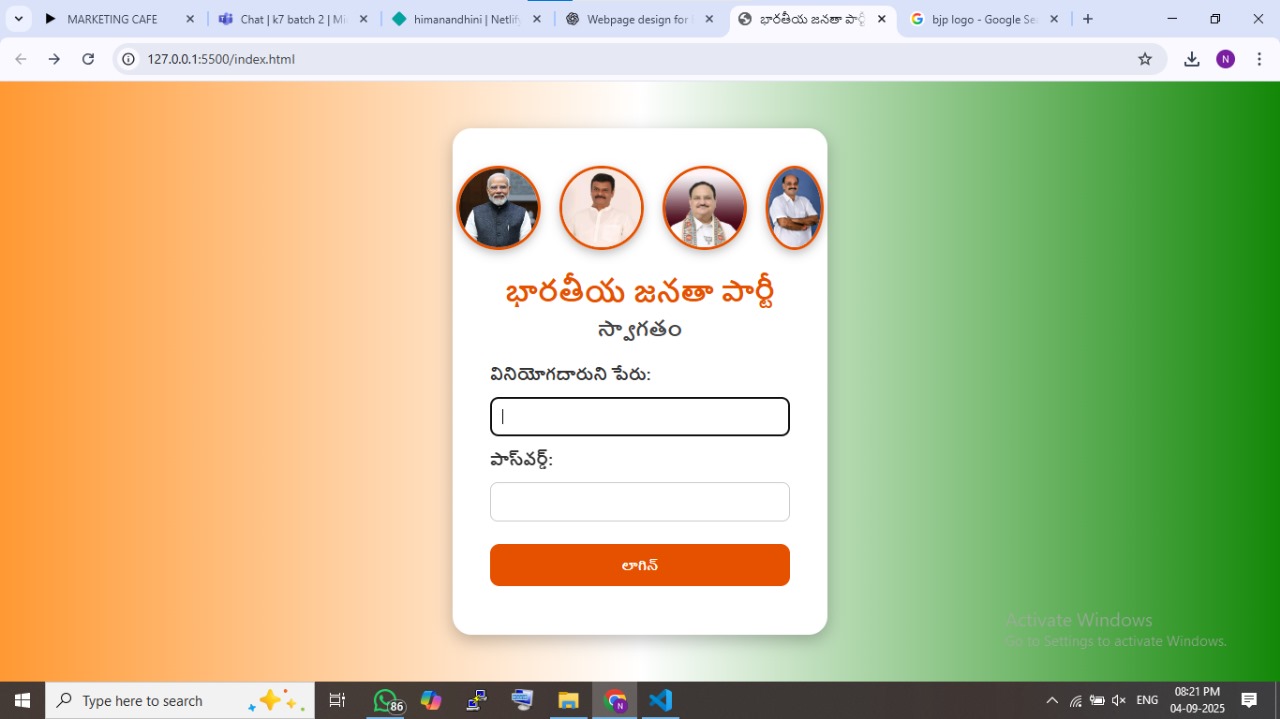 MARKETING CAFE
Chat | k7 batch 2 | Mi
himanandhini | Netlify
Webpage design for
భారతీయ జనతా పార్టీ
bjp logo - Google Se
127.0.0.1:5500/index.html
N
భారతీయ జనతా పార్టీ
స్వాగతం
వినియోగదారుని పేరు:
పాస్‌వర్డ్:
లాగిన్
Activate Windows
Go to Settings to activate Windows.
Type here to search
86
N
ENG
08:21 PM
04-09-2025